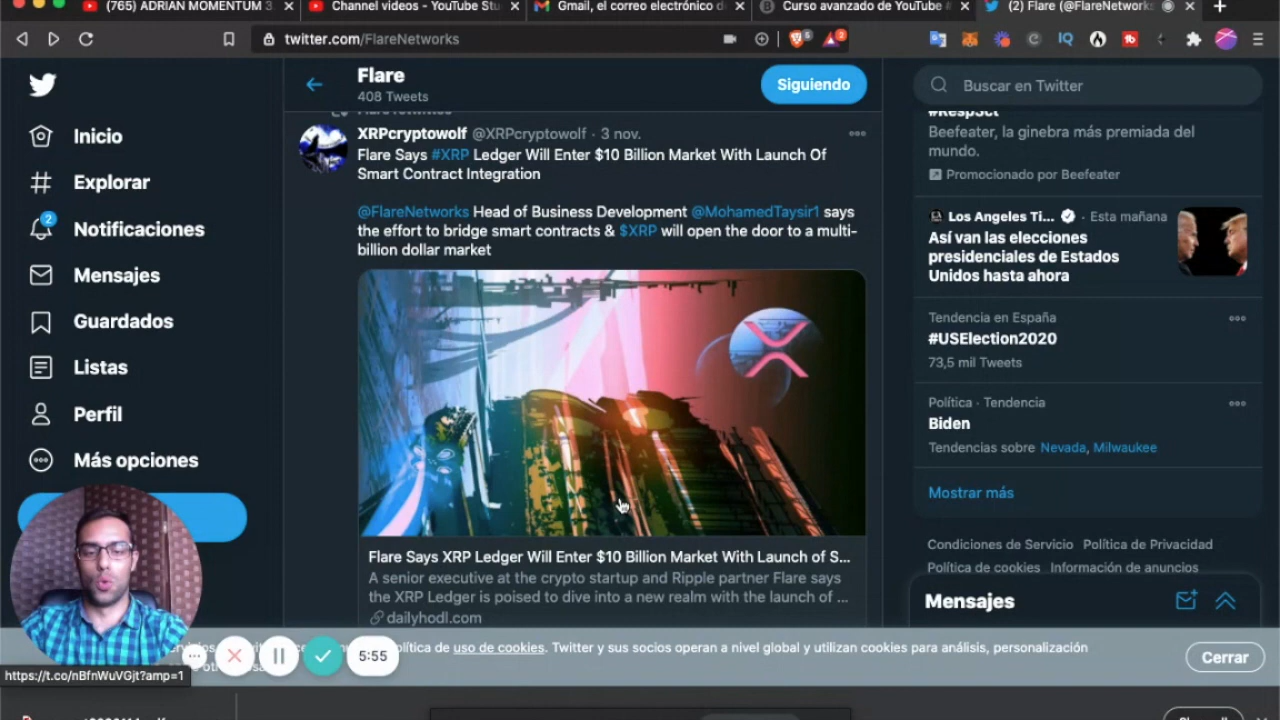 (765) ADRIAN MOMENTUM 3
Channel videos - YouTube Stu
Gmail, el correo electrónico d
Curso avanzado de YouTube
(2) Flare (@FlareNetworks
twitter.com/FlareNetworks
Flare
408 Tweets
Siguiendo
Buscar en Twitter
Inicio
Explorar
2
Notificaciones
Mensajes
Guardados
Listas
Perfil
Más opciones
XRPcryptowolf @XRPcryptowolf · 3 nov.
Flare Says #XRP Ledger Will Enter $10 Billion Market With Launch Of
Smart Contract Integration
@FlareNetworks Head of Business Development @MohamedTaysir1 says
the effort to bridge smart contracts & $XRP will open the door to a multi-
billion dollar market
Flare Says XRP Ledger Will Enter $10 Billion Market With Launch of S...
A senior executive at the crypto startup and Ripple partner Flare says
the XRP Ledger is poised to dive into a new realm with the launch of ...
dailyhodl.com
#RespSct
Beefeater, la ginebra más premiada del
mundo.
Promocionado por Beefeater
Los Angeles Ti... · Esta mañana
Así van las elecciones
presidenciales de Estados
Unidos hasta ahora
Tendencia en España
#USElection2020
73,5 mil Tweets
Política · Tendencia
Biden
Tendencias sobre Nevada, Milwaukee
Mostrar más
Condiciones de Servicio Política de Privacidad
Política de cookies Información de anuncios
Mensajes
política de uso de cookies. Twitter y sus socios operan a nivel global y utilizan cookies para análisis, personalización
Cerrar
5:55
https://t.co/nBfnWuVGjt?amp=1